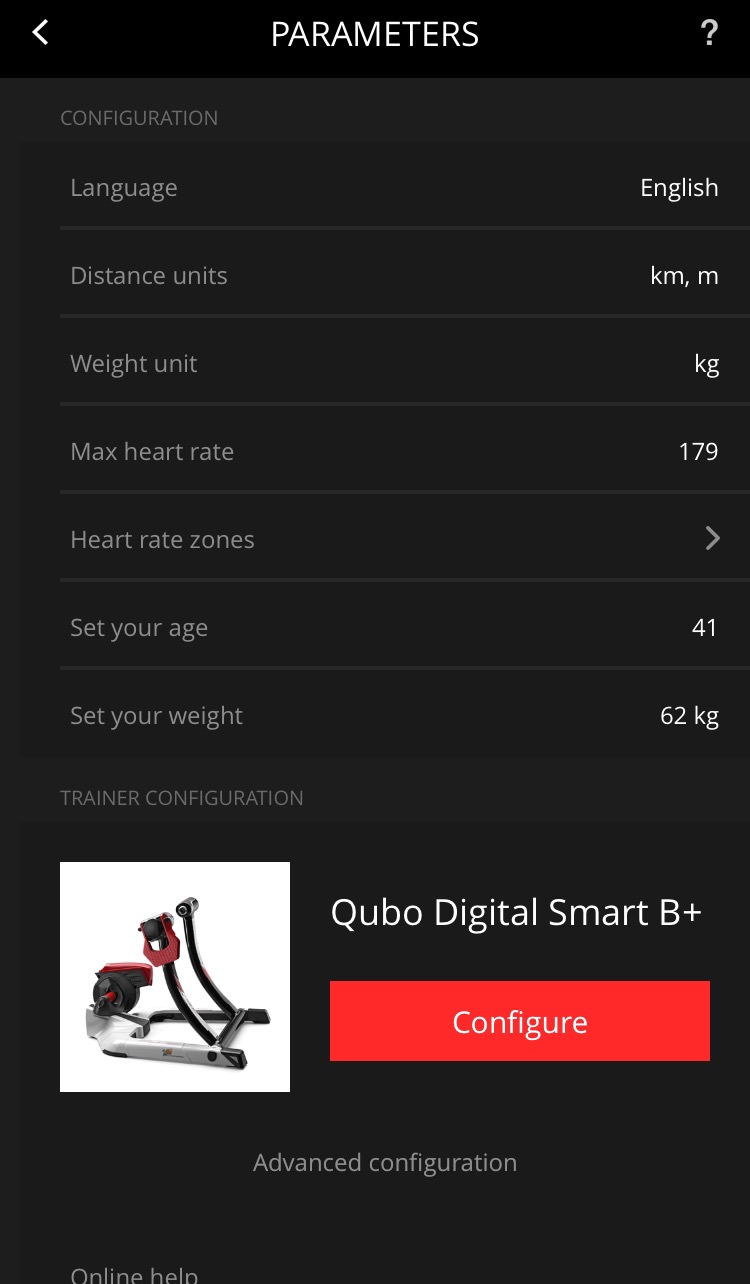 PARAMETERS ?
CONFIGURATION
Language English
Distance units km, m
Weight unit kg
Max heart rate 179
Heart rate zones
Set your age 41
Set your weight 62 kg
TRAINER CONFIGURATION
Qubo Digital Smart B+
Configure
Advanced configuration
Online help